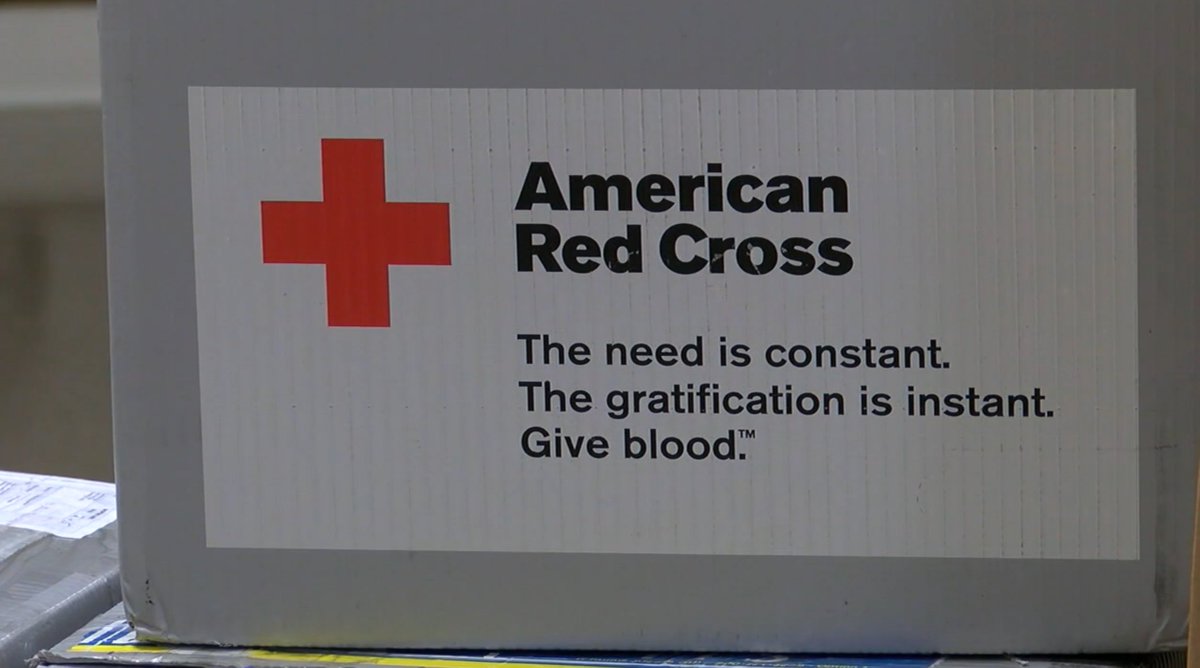 American
Red Cross
The need is constant.
The gratification is instant.
Give blood.™